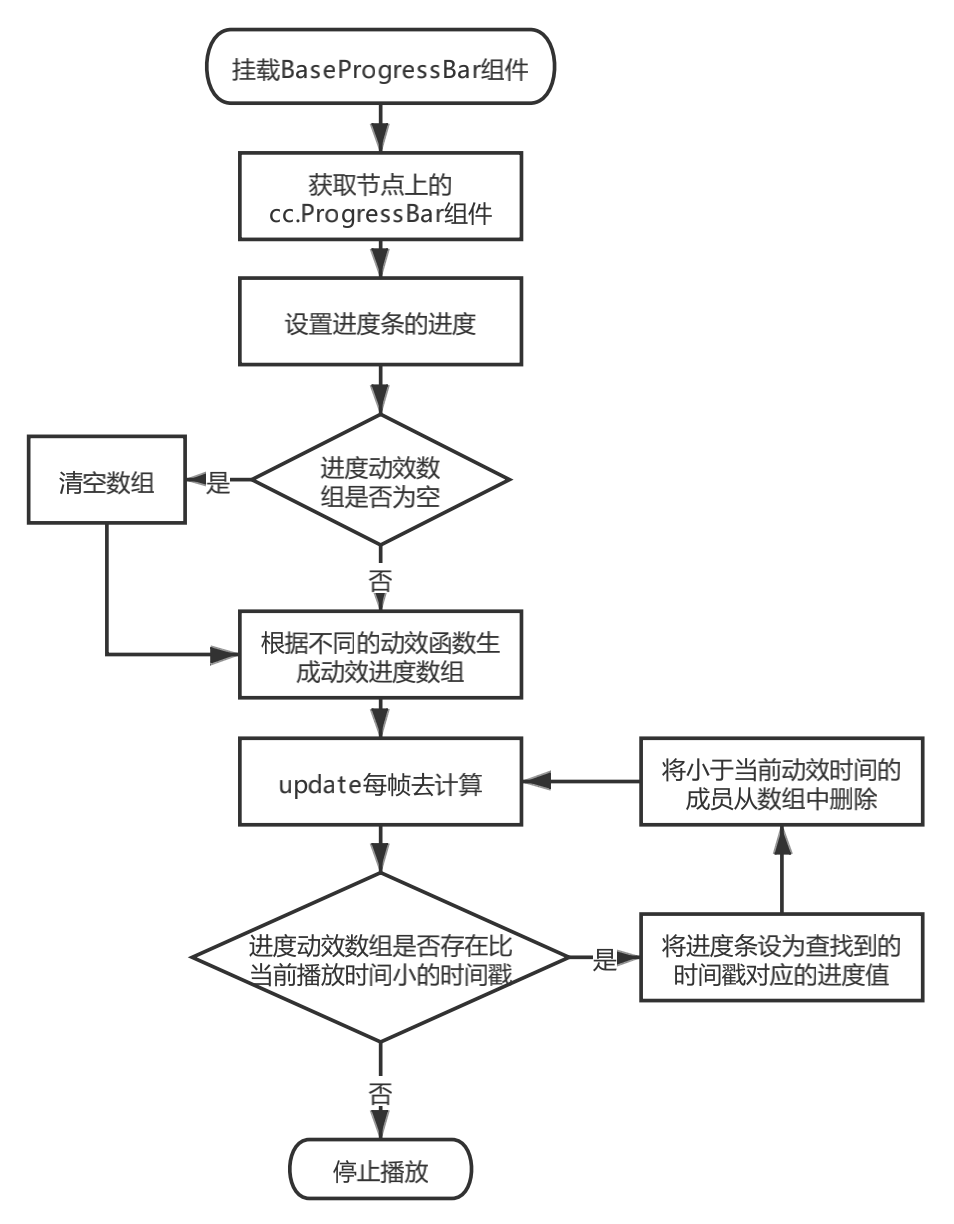 挂载BaseProgressBar组件
获取节点上的
cc.ProgressBar组件
设置进度条的进度
进度动效数
组是否为空
是
清空数组
否
根据不同的动效函数生
成动效进度数组
update每帧去计算
将小于当前动效时间的
成员从数组中删除
进度动效数组是否存在比
当前播放时间小的时间戳
是
将进度条设为查找到的
时间戳对应的进度值
否
停止播放